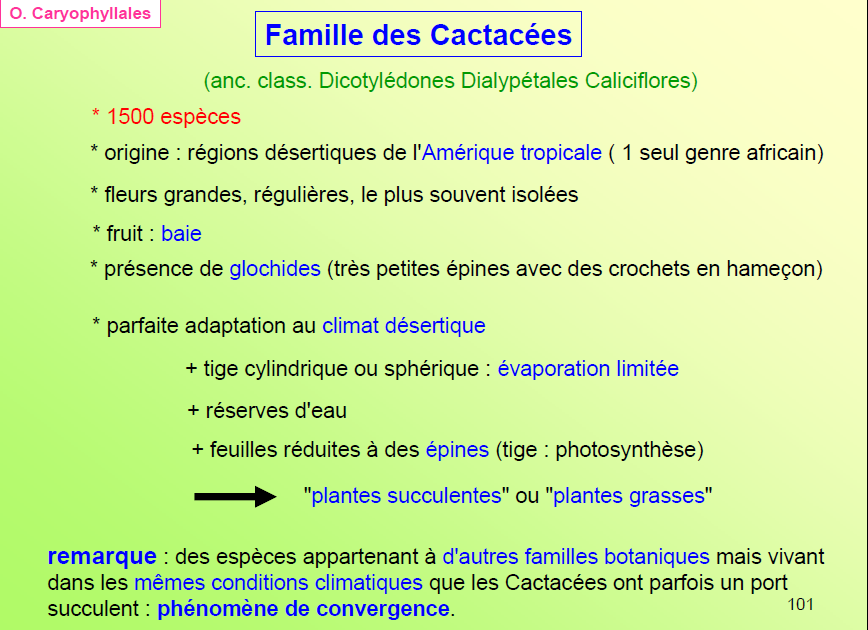 O. Caryophyllales
Famille des Cactacées
(anc. class. Dicotylédones Dialypétales Caliciflores)
* 1500 espèces
* origine : régions désertiques de l'Amérique tropicale ( 1 seul genre africain)
* fleurs grandes, régulières, le plus souvent isolées
* fruit : baie
* présence de glochides (très petites épines avec des crochets en hameçon)
* parfaite adaptation au climat désertique
+ tige cylindrique ou sphérique : évaporation limitée
+ réserves d'eau
+ feuilles réduites à des épines (tige : photosynthèse)
"plantes succulentes" ou "plantes grasses"
remarque : des espèces appartenant à d'autres familles botaniques mais vivant
dans les mêmes conditions climatiques que les Cactacées ont parfois un port
succulent : phénomène de convergence.
101